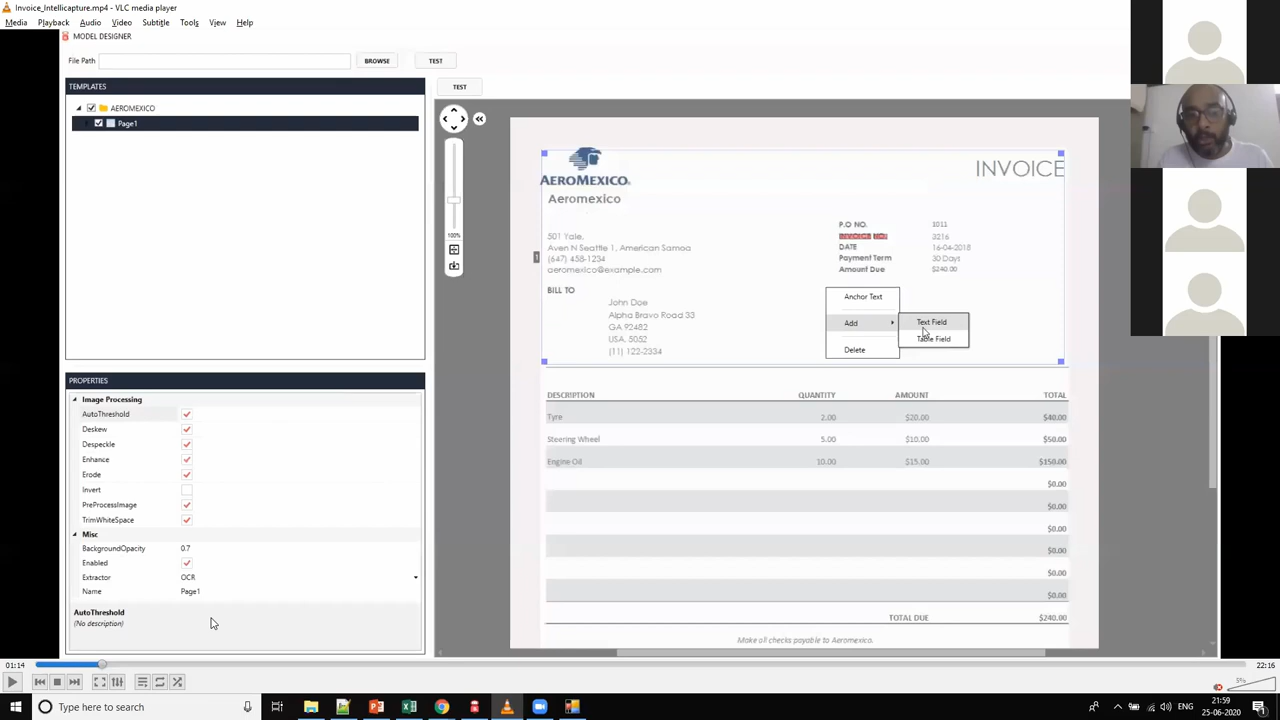 Invoice_Intellicapture.mp4 - VLC media player
Media Playback Audio Video Subtitle Tools View Help
MODEL DESIGNER
File Path BROWSE TEST
TEMPLATES
AEROMEXICO
Page1
TEST
100%
PROPERTIES
Image Processing
AutoThreshold
Deskew
Despeckle
Enhance
Erode
Invert
PreProcessImage
TrimWhiteSpace
Misc
BackgroundOpacity 0.7
Enabled
Extractor OCR
Name Page1
AutoThreshold
(No description)
AEROMEXICO.
INVOICE
Aeromexico
501 Yale,
Aven N Seattle 1, American Samoa
(647) 458-1234
aeromexico@example.com
P.O NO. 1011
INVOICE NO. 3216
DATE 16-04-2018
Payment Term 30 Days
Amount Due $240.00
1
BILL TO
John Doe
Alpha Bravo Road 33
GA 92482
USA, 5052
(11) 122-2334
Anchor Text
Add
Delete
Text Field
Table Field
DESCRIPTION QUANTITY AMOUNT TOTAL
Tyre 2.00 $20.00 $40.00
Steering Wheel 5.00 $10.00 $50.00
Engine Oil 10.00 $15.00 $150.00
$0.00
$0.00
$0.00
$0.00
$0.00
$0.00
TOTAL DUE $240.00
Make all checks payable to Aeromexico.
01:14 22:16
5%
Type here to search
ENG
21:59
25-06-2020